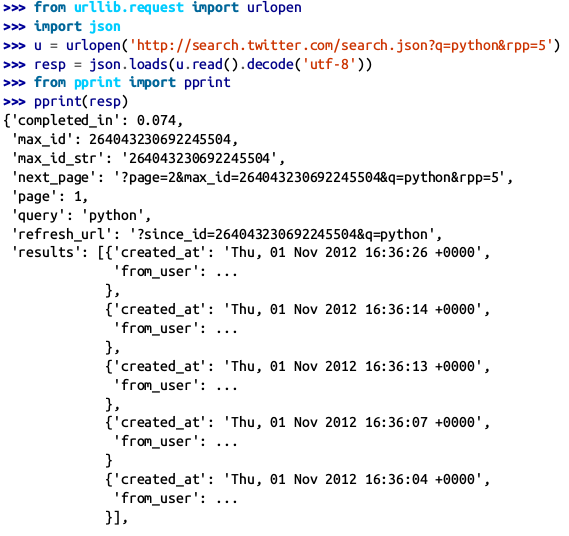 >>> from urllib.request import urlopen
>>> import json
>>> u = urlopen('http://search.twitter.com/search.json?q=python&rpp=5')
>>> resp = json.loads(u.read().decode('utf-8'))
>>> from pprint import pprint
>>> pprint(resp)
{'completed_in': 0.074,
 'max_id': 264043230692245504,
 'max_id_str': '264043230692245504',
 'next_page': '?page=2&max_id=264043230692245504&q=python&rpp=5',
 'page': 1,
 'query': 'python',
 'refresh_url': '?since_id=264043230692245504&q=python',
 'results': [{'created_at': 'Thu, 01 Nov 2012 16:36:26 +0000',
              'from_user': ...
             },
             {'created_at': 'Thu, 01 Nov 2012 16:36:14 +0000',
              'from_user': ...
             },
             {'created_at': 'Thu, 01 Nov 2012 16:36:13 +0000',
              'from_user': ...
             },
             {'created_at': 'Thu, 01 Nov 2012 16:36:07 +0000',
              'from_user': ...
             }
             {'created_at': 'Thu, 01 Nov 2012 16:36:04 +0000',
              'from_user': ...
             }],